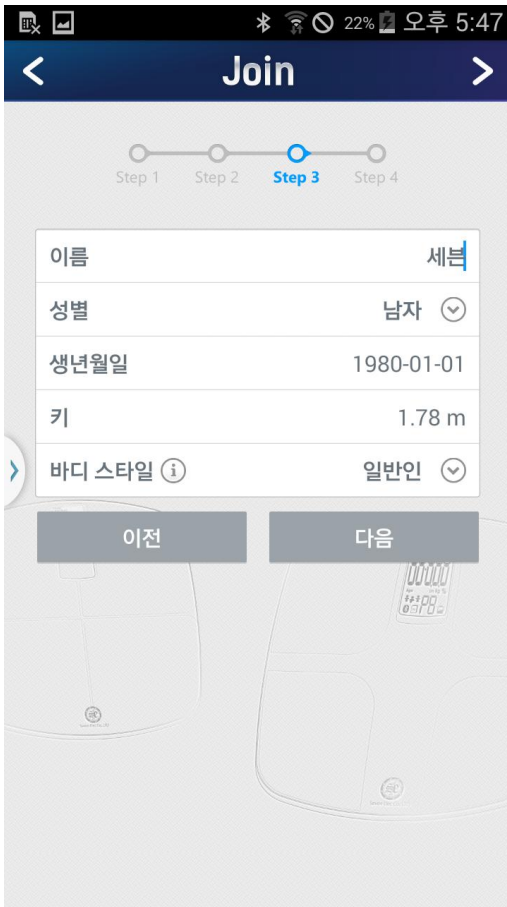 22% 오후 5:47
Join
Step 1 Step 2 Step 3 Step 4
이름 세븐
성별 남자
생년월일 1980-01-01
키 1.78 m
바디 스타일 i 일반인
이전 다음